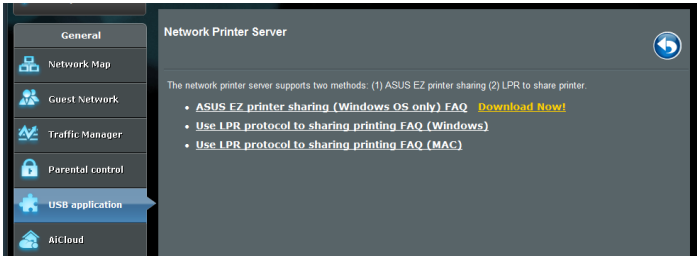 General
Network Map
Guest Network
Traffic Manager
Parental control
USB application
AiCloud
Network Printer Server
The network printer server supports two methods: (1) ASUS EZ printer sharing (2) LPR to share printer.
ASUS EZ printer sharing (Windows OS only) FAQ Download Now!
Use LPR protocol to sharing printing FAQ (Windows)
Use LPR protocol to sharing printing FAQ (MAC)